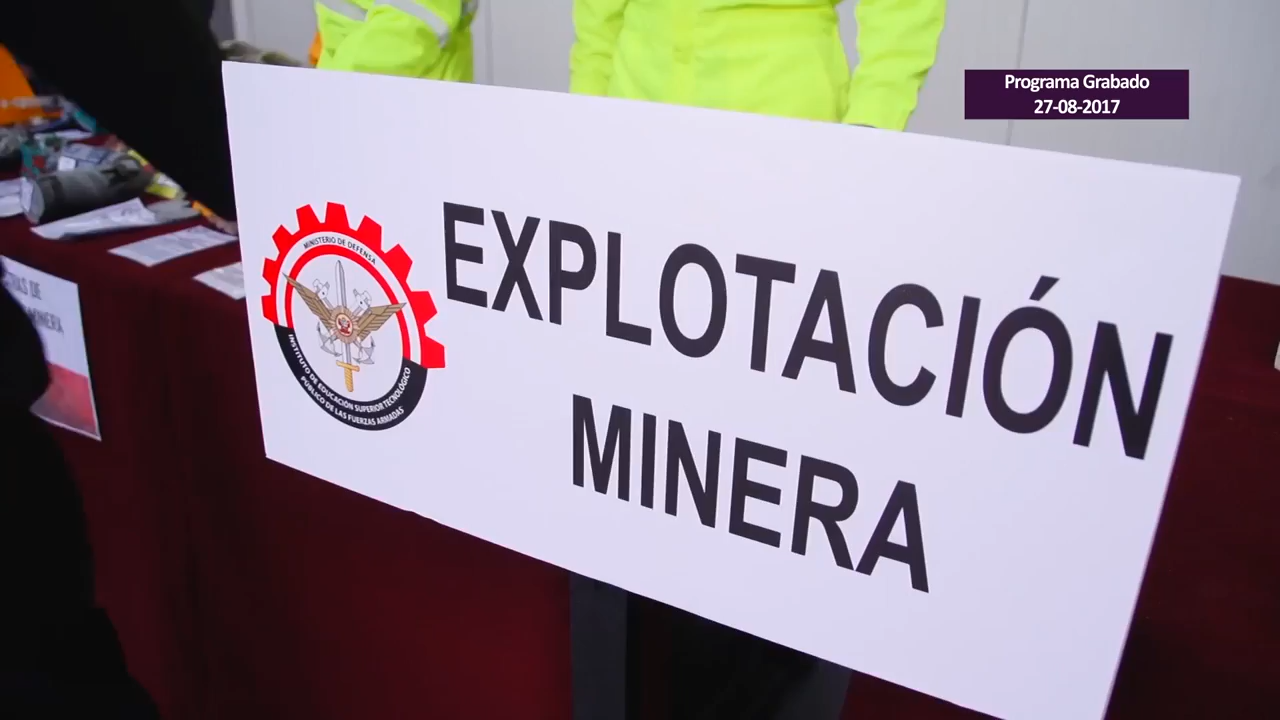 Programa Grabado
27-08-2017
EXPLOTACIÓN
MINERA
MINISTERIO DE DEFENSA
INSTITUTO DE EDUCACIÓN SUPERIOR TECNOLÓGICO
PÚBLICO DE LAS FUERZAS ARMADAS
DE